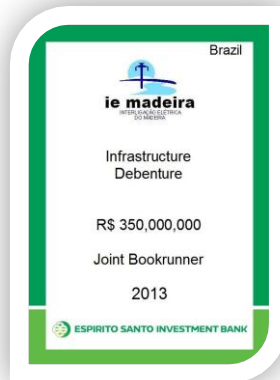 Brazil
ie madeira
INTERLIGAÇÃO ELÉTRICA
DO MADEIRA
Infrastructure
Debenture
R$ 350,000,000
Joint Bookrunner
2013
ESPIRITO SANTO INVESTMENT BANK